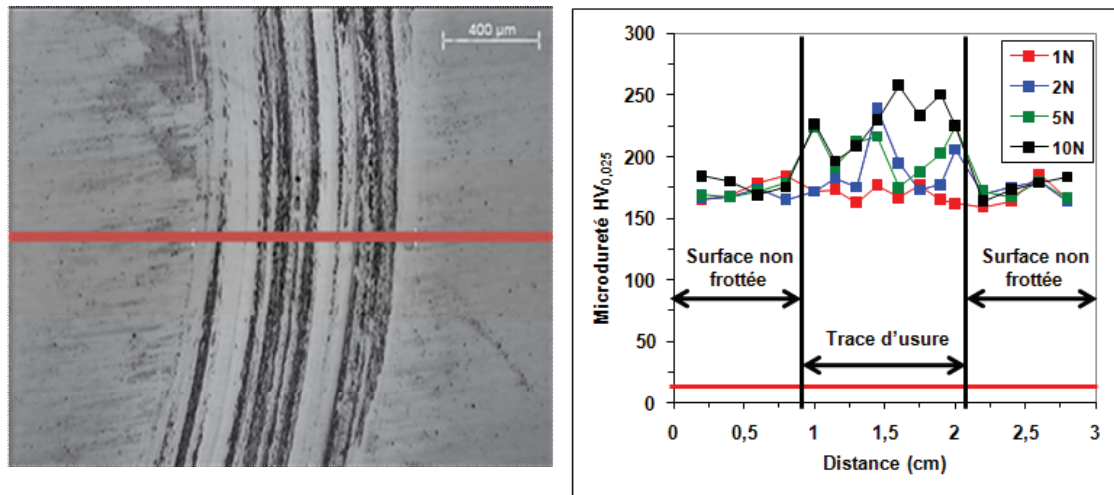 400 µm
300
250
200
150
100
50
0
Microdureté HV0,025
1N
2N
5N
10N
Surface non
frottée
Surface non
frottée
Trace d'usure
0 0,5 1 1,5 2 2,5 3
Distance (cm)